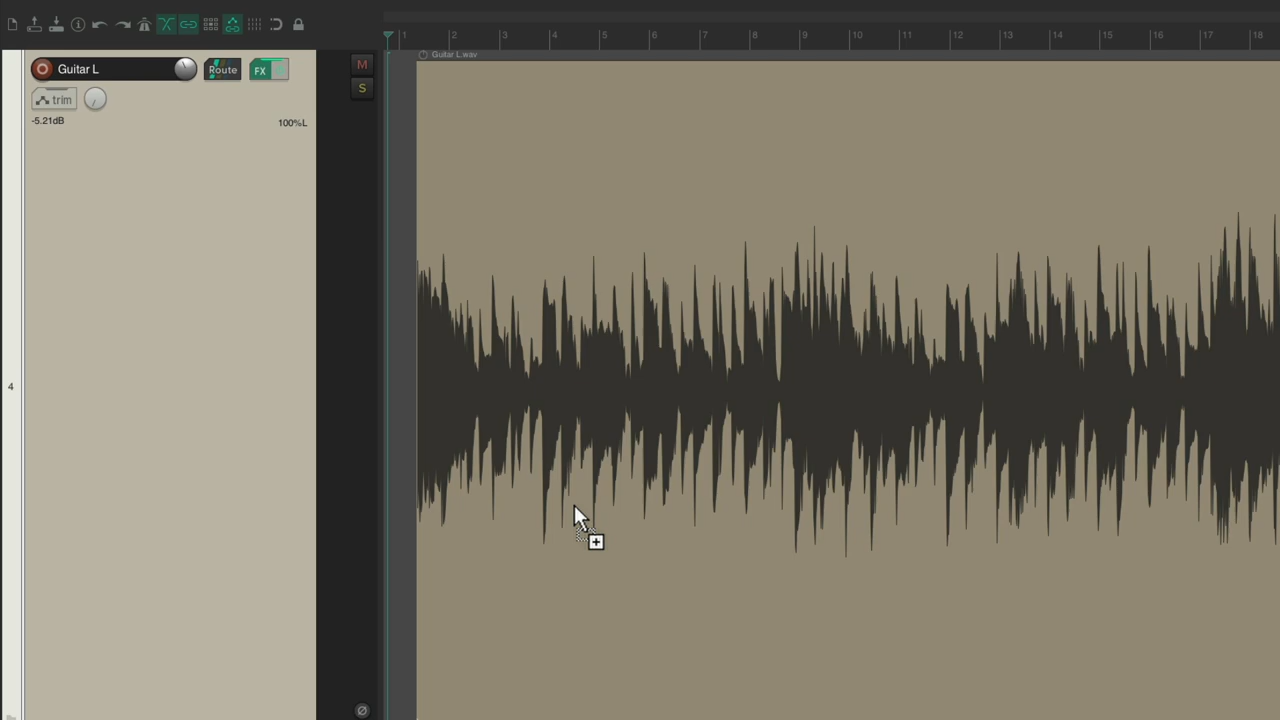 1 2 3 4 5 6 7 8 9 10 11 12 13 14 15 16 17 18
Guitar L.wav
Guitar L Route FX M
trim S
-5.21dB 100%L
4